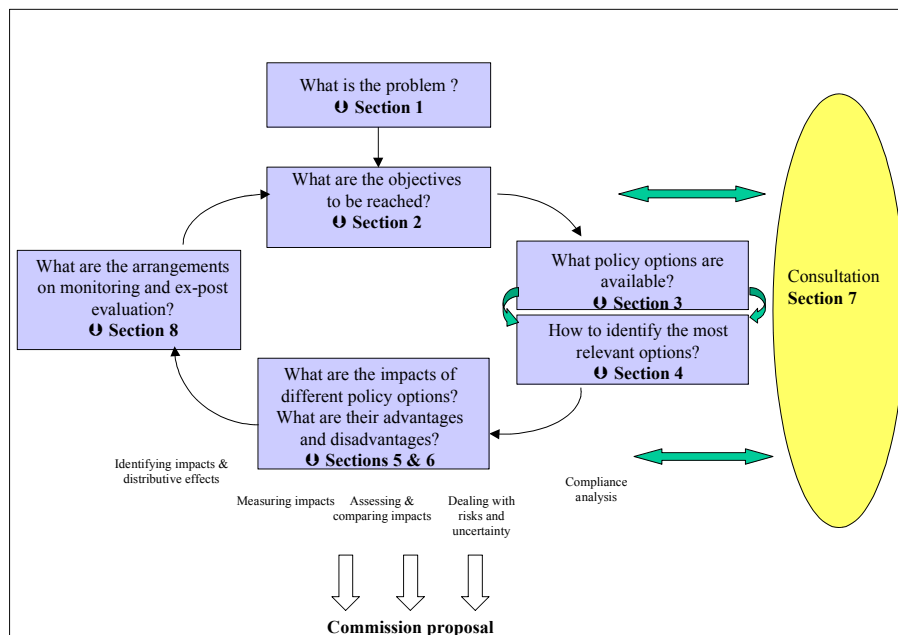 What is the problem ?
➲ Section 1
What are the objectives
to be reached?
➲ Section 2
What policy options are
available?
➲ Section 3
How to identify the most
relevant options?
➲ Section 4
Consultation
Section 7
What are the arrangements
on monitoring and ex-post
evaluation?
➲ Section 8
What are the impacts of
different policy options?
What are their advantages
and disadvantages?
➲ Sections 5 & 6
Identifying impacts &
distributive effects
Measuring impacts
Assessing &
comparing impacts
Dealing with
risks and
uncertainty
Compliance
analysis
Commission proposal